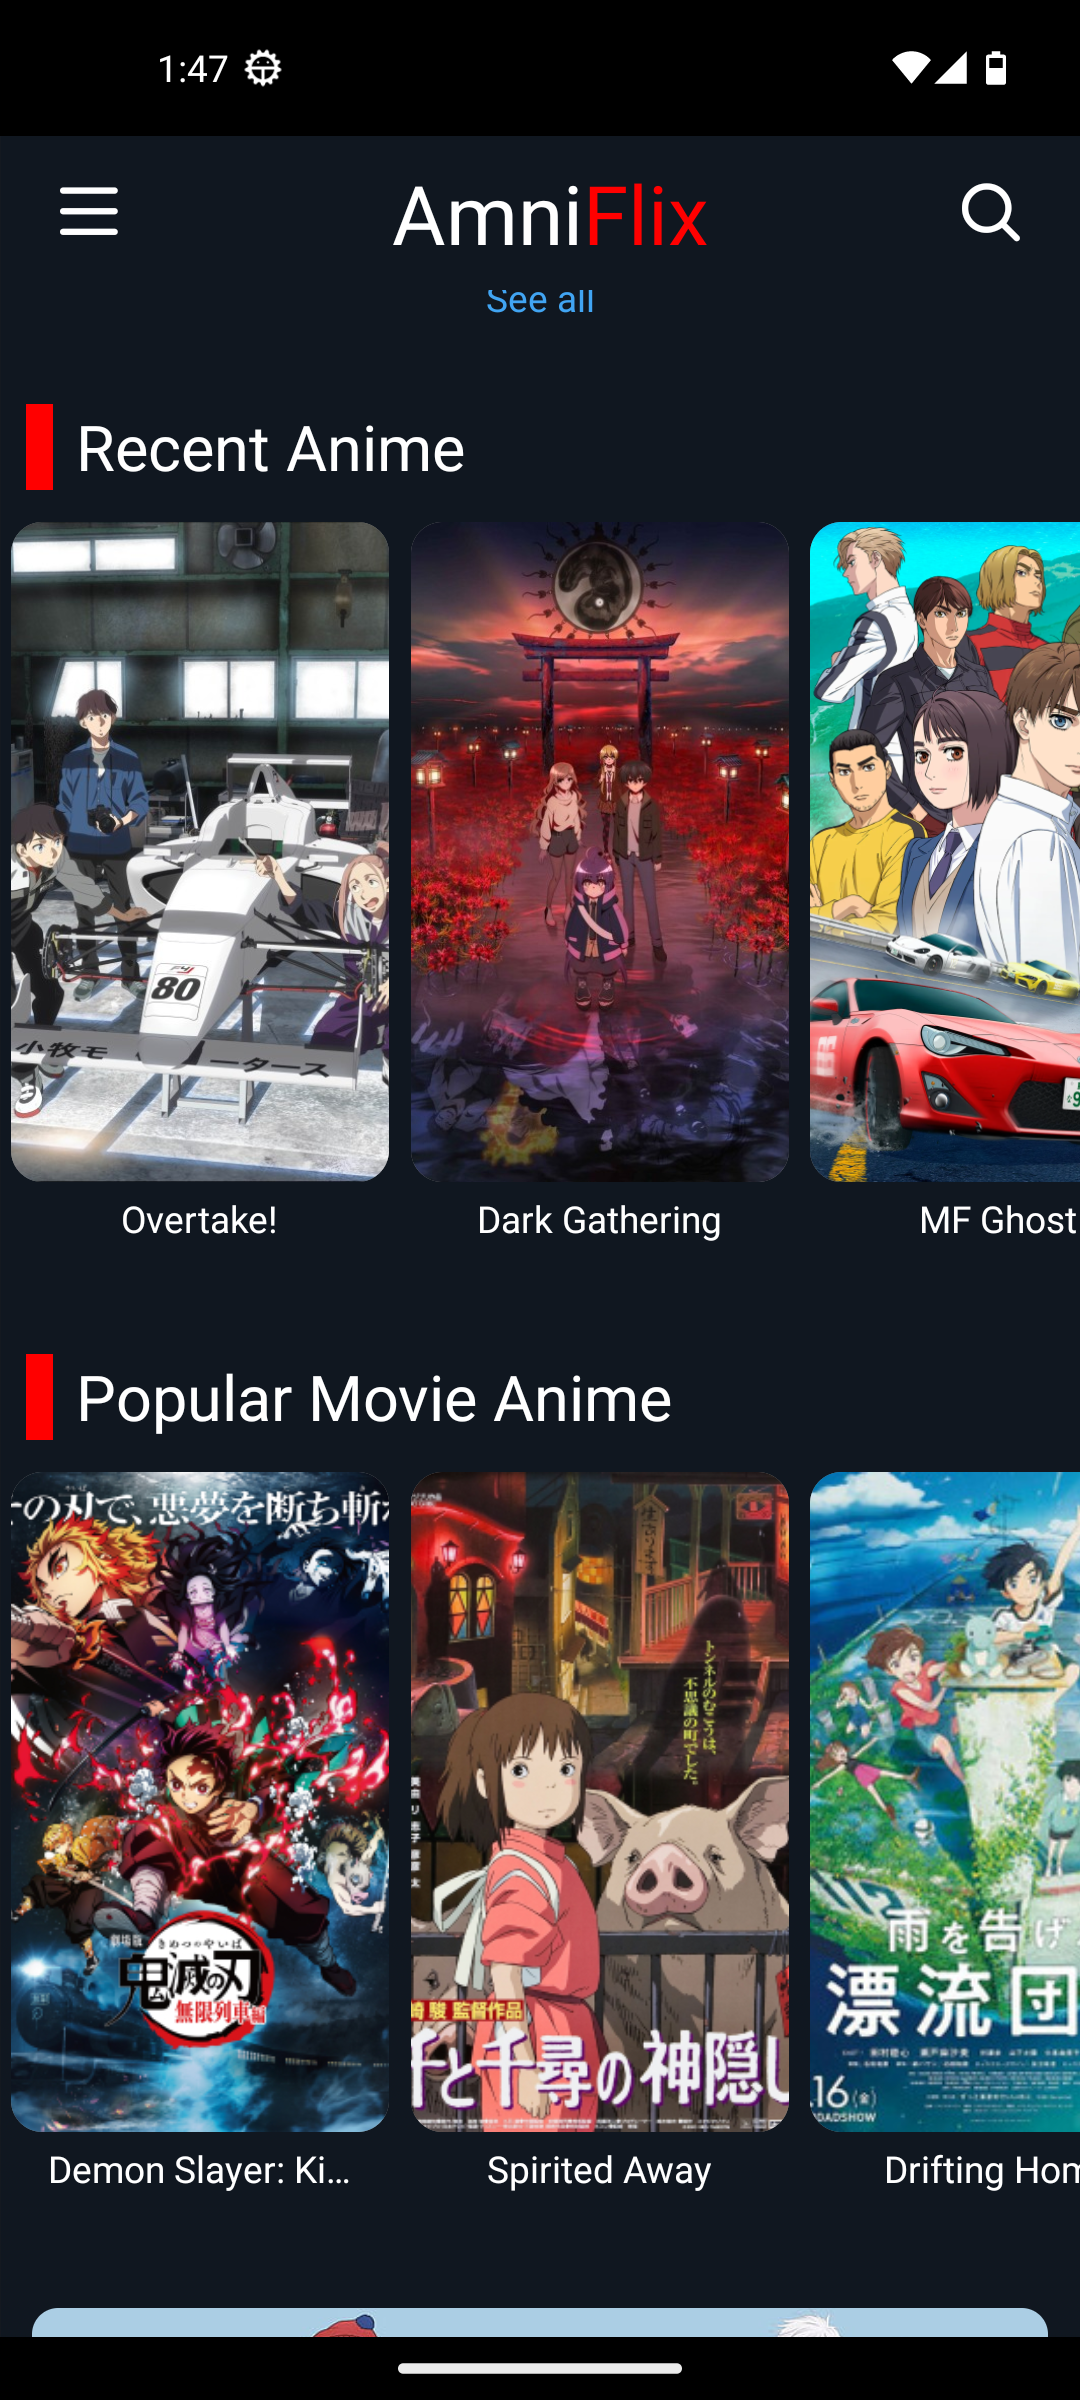 1:47
AmniFlix
See all
Recent Anime
80
小牧モ ータース
Overtake!
Dark Gathering
MF Ghost
Popular Movie Anime
の刃で、悪夢を断ち斬
劇場版
きめつのやいば
鬼滅の刃
無限列車編
トンネルのむこうは、
不思議の町でした。
崎 駿 監督作品
千と千尋の神隠し
雨を告げ
漂流団
16(金)
ROADSHOW
Demon Slayer: Ki...
Spirited Away
Drifting Hom